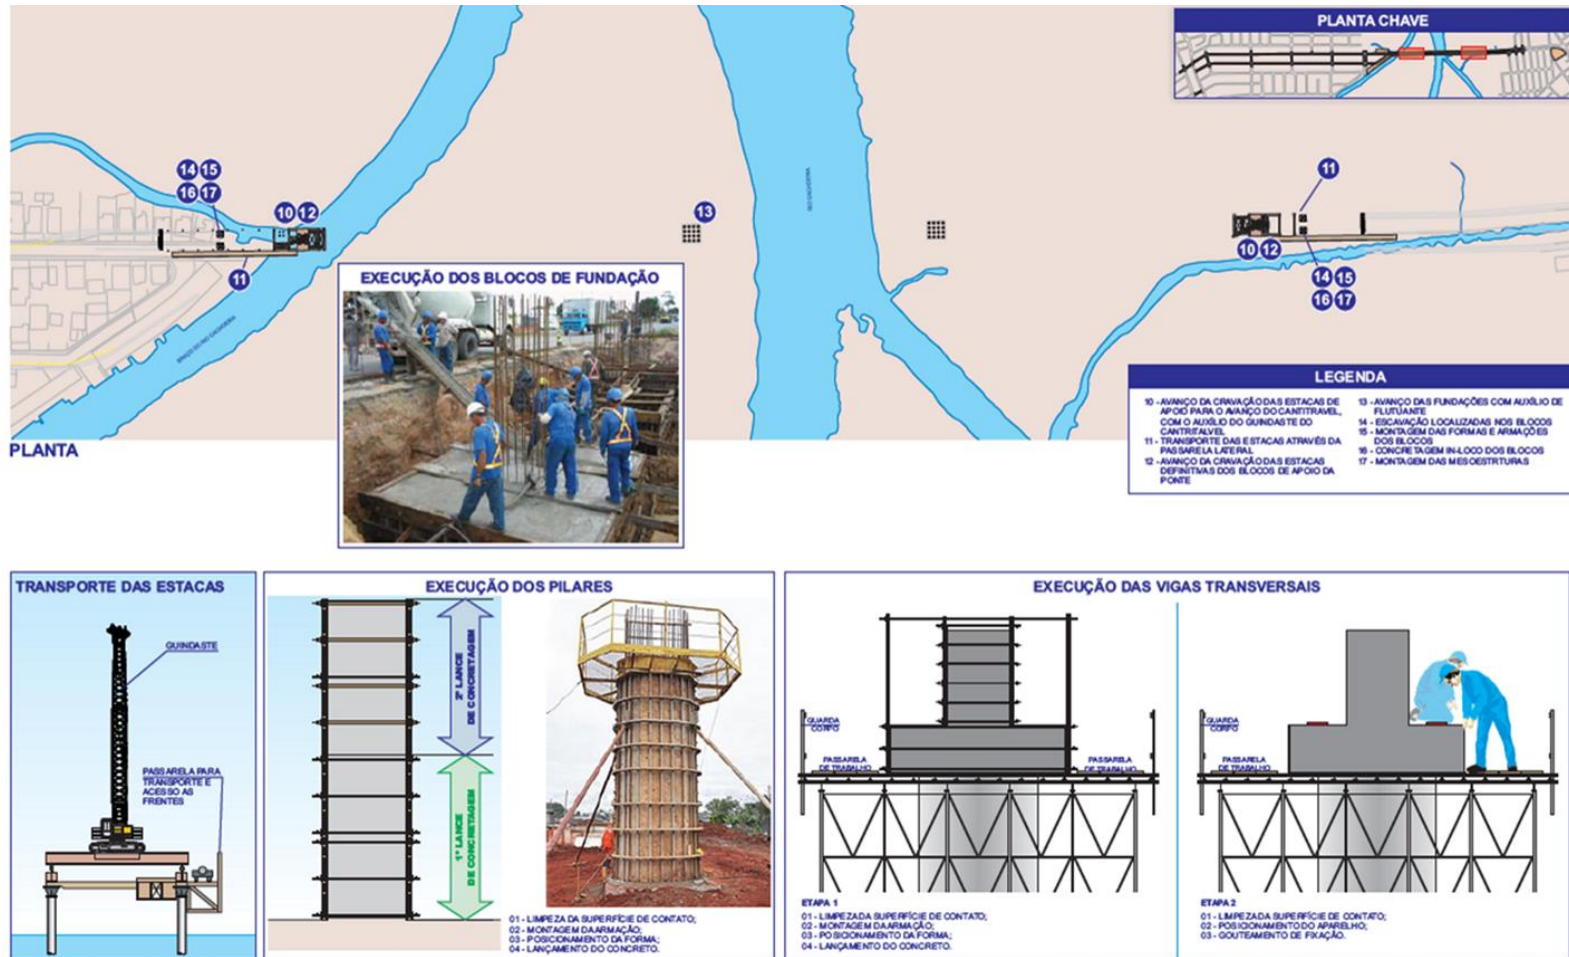 PLANTA CHAVE
14 15
16 17
10 12
11
13
11
10 12
14 15
16 17
RIO CACHOEIRA
BRAÇO DO RIO CACHOEIRA
PLANTA
EXECUÇÃO DOS BLOCOS DE FUNDAÇÃO
LEGENDA
10 - AVANÇO DA CRAVAÇÃO DAS ESTACAS DE
APOIO PARA O AVANÇO DO CANTITRAVEL,
COM O AUXÍLIO DO GUINDASTE DO
CANTRITALVEL
11 - TRANSPORTE DAS ESTACAS ATRAVÉS DA
PASSARELA LATERAL
12 - AVANÇO DA CRAVAÇÃO DAS ESTACAS
DEFINITIVAS DOS BLOCOS DE APOIO DA
PONTE
13 - AVANÇO DAS FUNDAÇÕES COM AUXÍLIO DE
FLUTUANTE
14 - ESCAVAÇÃO LOCALIZADAS NOS BLOCOS
15 - MONTAGEM DAS FORMAS E ARMAÇÕES
DOS BLOCOS
16 - CONCRETAGEM IN-LOCO DOS BLOCOS
17 - MONTAGEM DAS MESOESTRTURAS
TRANSPORTE DAS ESTACAS
GUINDASTE
PASSARELA PARA
TRANSPORTE E
ACESSO AS
FRENTES
EXECUÇÃO DOS PILARES
2º LANCE
DE CONCRETAGEM
1º LANCE
DE CONCRETAGEM
01 - LIMPEZA DA SUPERFÍCIE DE CONTATO;
02 - MONTAGEM DA ARMAÇÃO;
03 - POSICIONAMENTO DA FORMA;
04 - LANÇAMENTO DO CONCRETO.
EXECUÇÃO DAS VIGAS TRANSVERSAIS
GUARDA
CORPO
PASSARELA
DE TRABALHO
PASSARELA
DE TRABALHO
ETAPA 1
01 - LIMPEZA DA SUPERFÍCIE DE CONTATO;
02 - MONTAGEM DA ARMAÇÃO;
03 - POSICIONAMENTO DA FORMA;
04 - LANÇAMENTO DO CONCRETO.
GUARDA
CORPO
PASSARELA
DE TRABALHO
ETAPA 2
01 - LIMPEZA DA SUPERFÍCIE DE CONTATO;
02 - POSICIONAMENTO DO APARELHO;
03 - GOUTEAMENTO DE FIXAÇÃO.